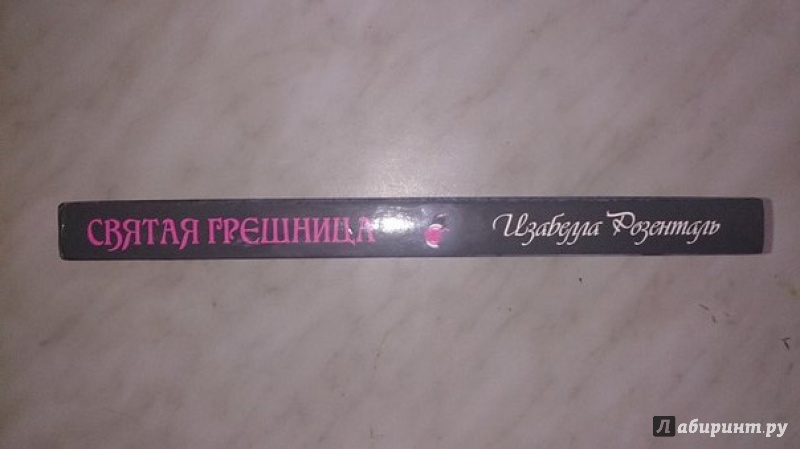 СВЯТАЯ ГРЕШНИЦА
Изабелла Розенталь
Лабиринт.ру